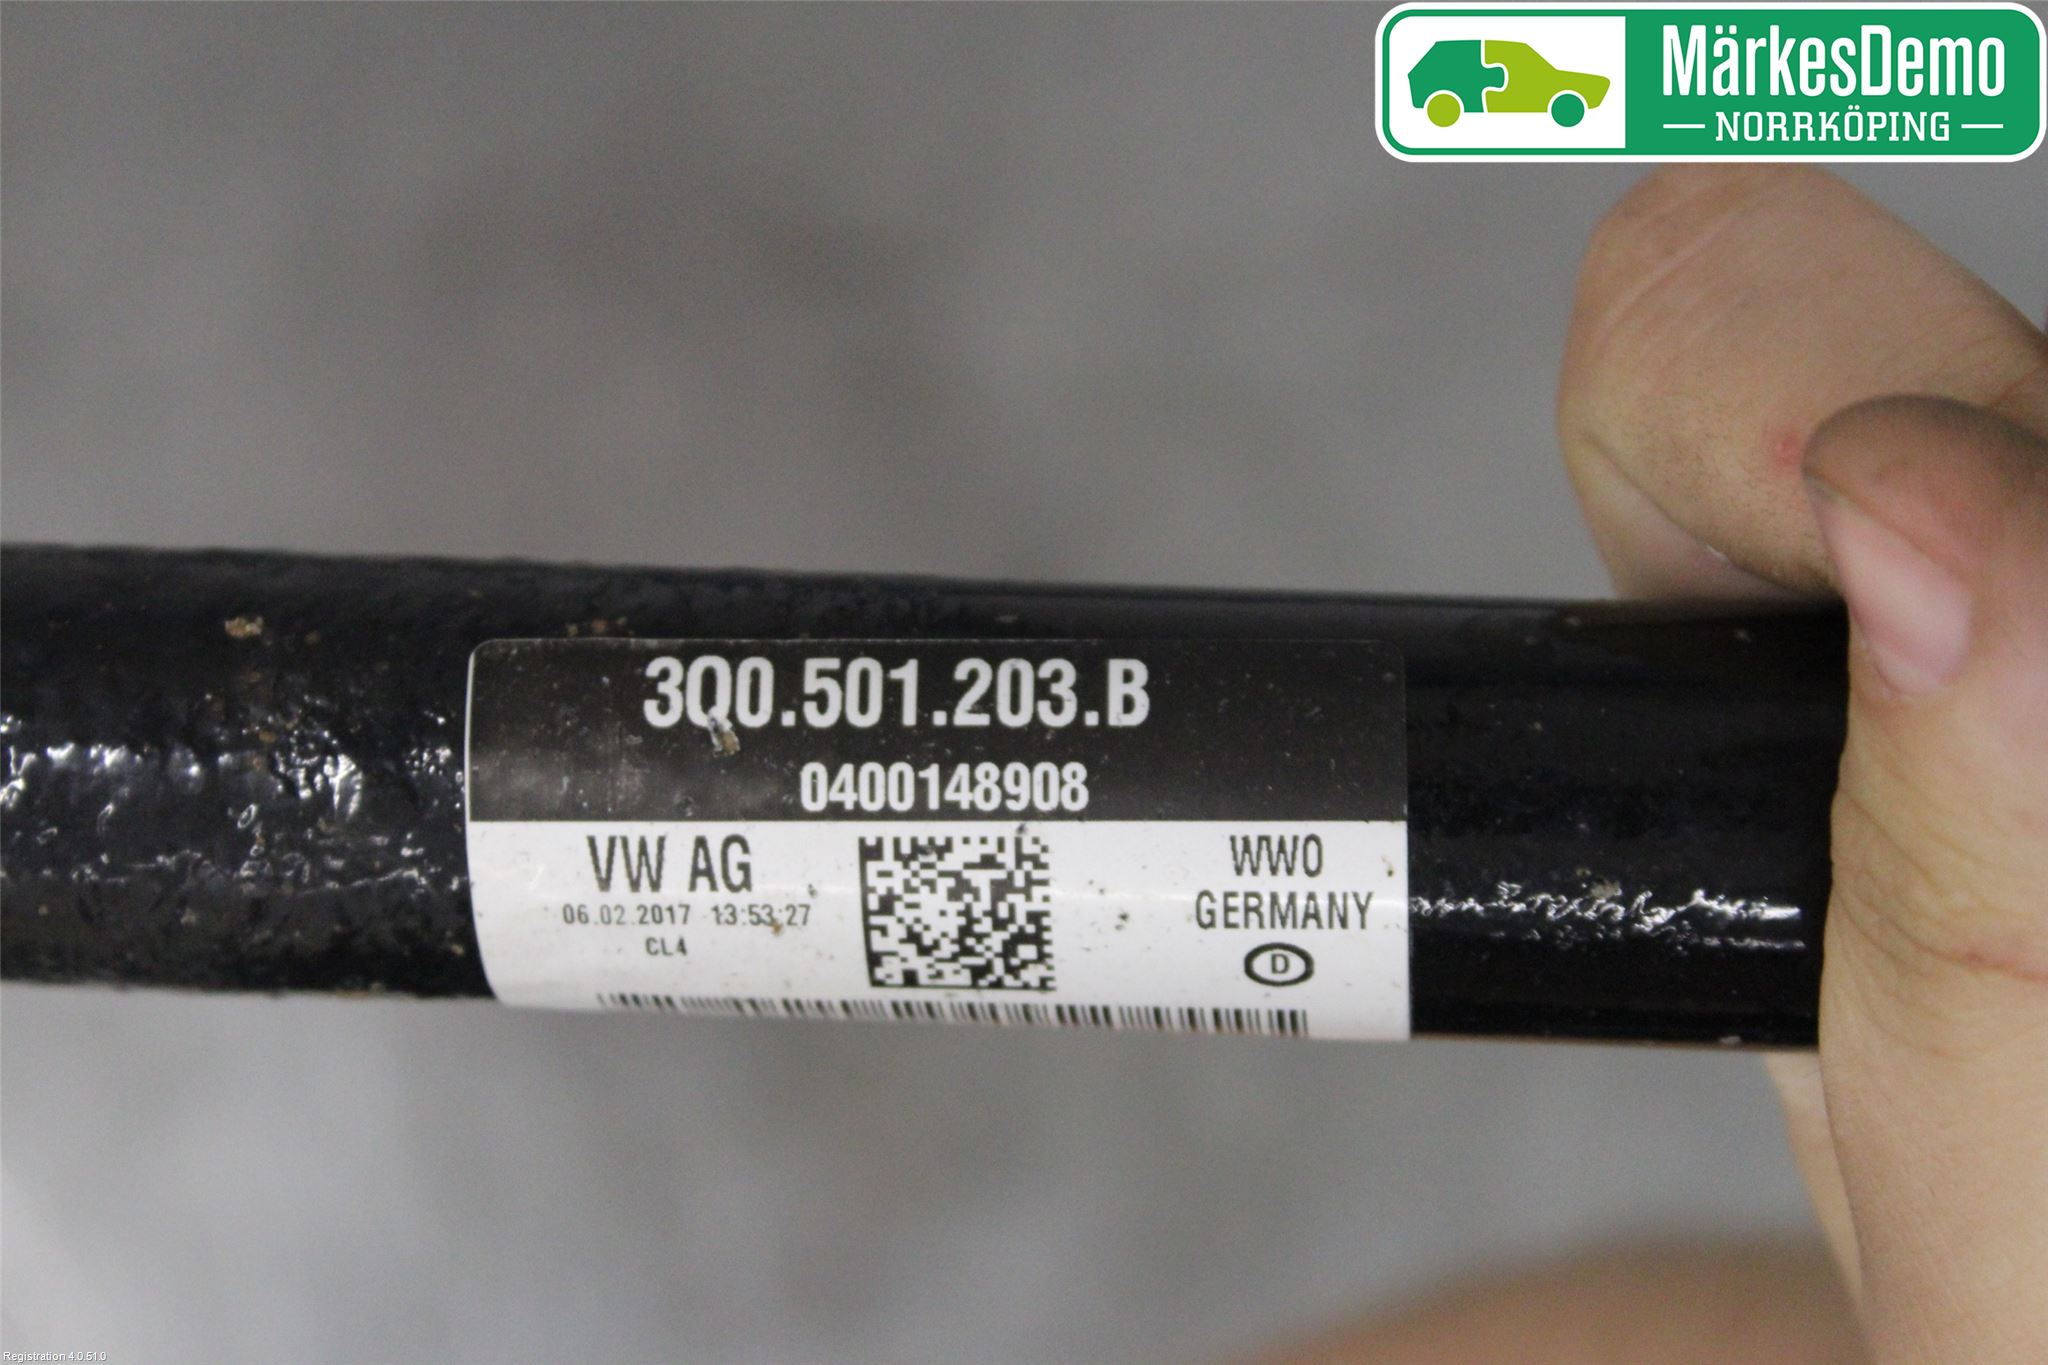 MärkesDemo
NORRKÖPING
3Q0.501.203.B
0400148908
VW AG
06.02.2017 13:53:27
CL4
WWO
GERMANY
D
Registration 4.0.51.0